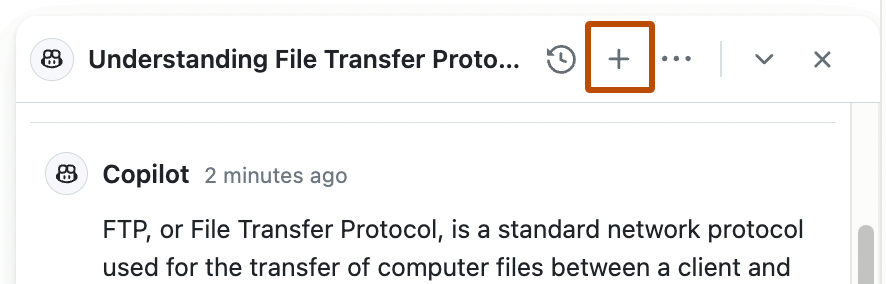 Understanding File Transfer Proto...
Copilot 2 minutes ago
FTP, or File Transfer Protocol, is a standard network protocol
used for the transfer of computer files between a client and